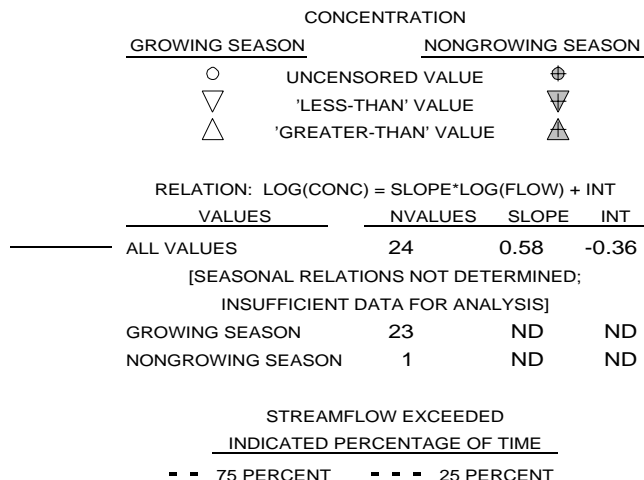 CONCENTRATION
GROWING SEASON NONGROWING SEASON
UNCENSORED VALUE
'LESS-THAN' VALUE
'GREATER-THAN' VALUE
RELATION: LOG(CONC) = SLOPE*LOG(FLOW) + INT
VALUES NVALUES SLOPE INT
ALL VALUES 24 0.58 -0.36
[SEASONAL RELATIONS NOT DETERMINED;
INSUFFICIENT DATA FOR ANALYSIS]
GROWING SEASON 23 ND ND
NONGROWING SEASON 1 ND ND
STREAMFLOW EXCEEDED
INDICATED PERCENTAGE OF TIME
75 PERCENT 25 PERCENT